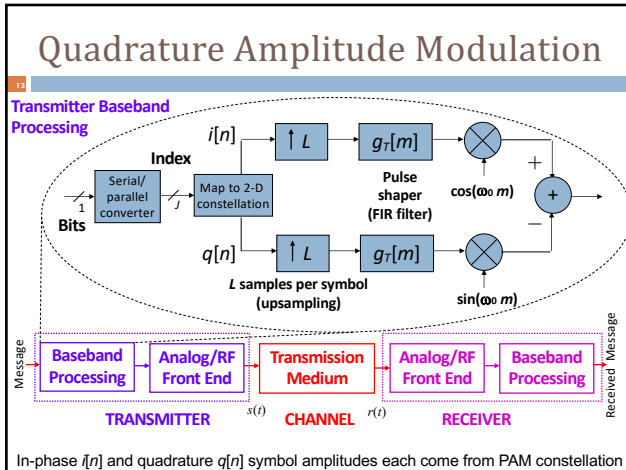 Quadrature Amplitude Modulation
13
Transmitter Baseband
Processing
i[n]
↑ L
g_T[m]
Index
Serial/
parallel
converter
Map to 2-D
constellation
1
J
Bits
Pulse
shaper
(FIR filter)
cos(ω₀ m)
+
+
−
q[n]
↑ L
g_T[m]
L samples per symbol
(upsampling)
sin(ω₀ m)
Message
Baseband
Processing
Analog/RF
Front End
Transmission
Medium
Analog/RF
Front End
Baseband
Processing
Received Message
TRANSMITTER
s(t)
CHANNEL
r(t)
RECEIVER
In-phase i[n] and quadrature q[n] symbol amplitudes each come from PAM constellation